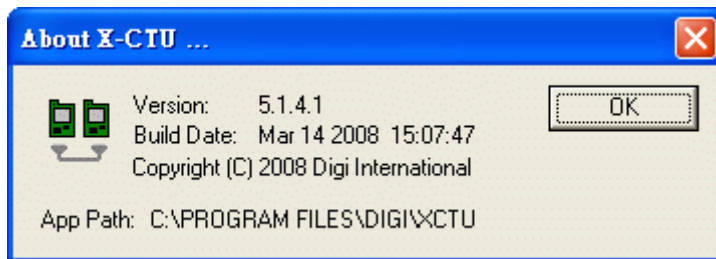 About X-CTU ...
Version: 5.1.4.1
OK
Build Date: Mar 14 2008 15:07:47
Copyright (C) 2008 Digi International
App Path: C:\PROGRAM FILES\DIGI\XCTU